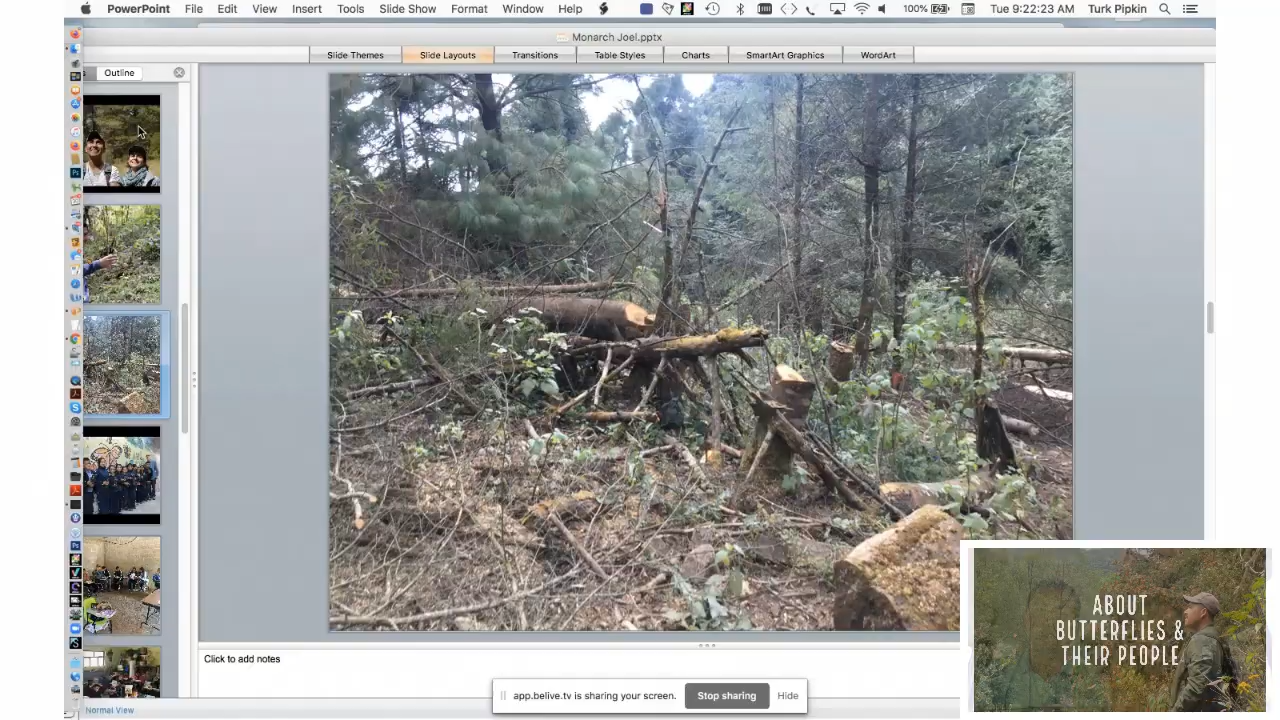 PowerPoint File Edit View Insert Tools Slide Show Format Window Help 100% Tue 9:22:23 AM Turk Pipkin
Monarch Joel.pptx
Slide Themes Slide Layouts Transitions Table Styles Charts SmartArt Graphics WordArt
Outline
ABOUT
BUTTERFLIES &
THEIR PEOPLE
Click to add notes
app.belive.tv is sharing your screen. Stop sharing Hide
Normal View